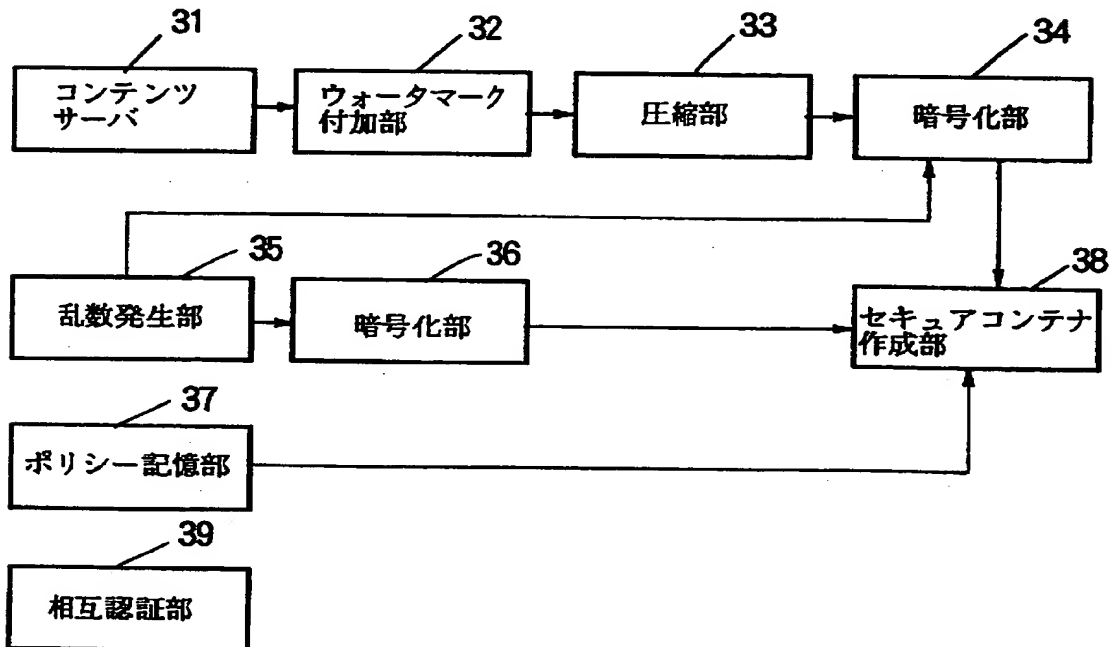 31
32
33
34
コンテンツ
サーバ
ウォータマーク
付加部
圧縮部
暗号化部
35
36
38
乱数発生部
暗号化部
セキュアコンテナ
作成部
37
ポリシー記憶部
39
相互認証部